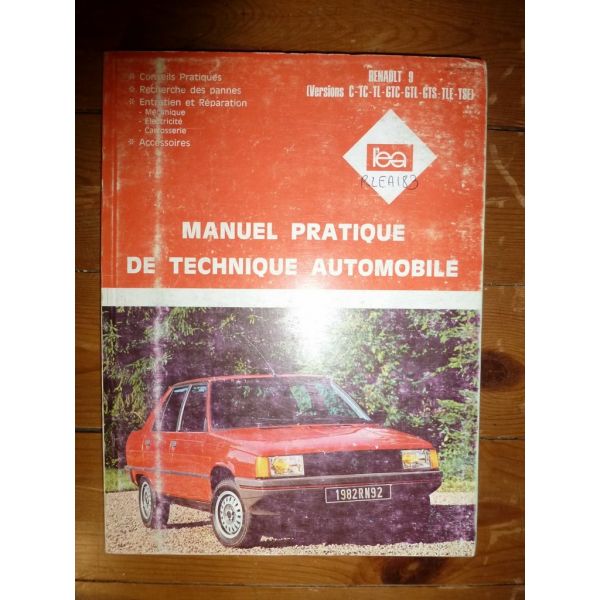 * Conseils Pratiques
* Recherche des pannes
* Entretien et Réparation
- Mécanique
- Electricité
- Carrosserie
* Accessoires
RENAULT 9
(Versions C-TC-TL-GTC-GTL-GTS-TLE-TSE)
l'ea
RLEA183
MANUEL PRATIQUE
DE TECHNIQUE AUTOMOBILE
1982RN92